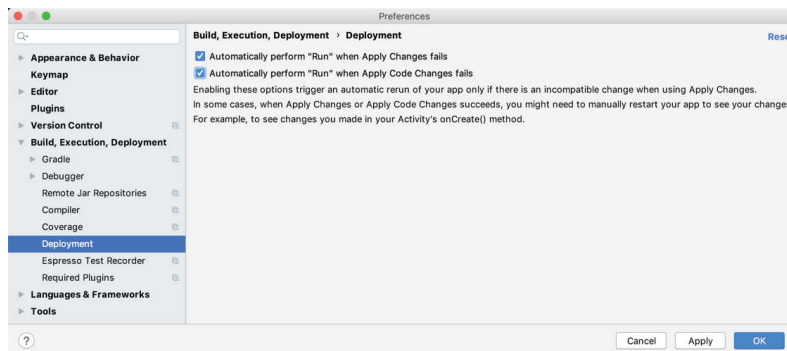 Preferences
Build, Execution, Deployment › Deployment
Rese
Automatically perform "Run" when Apply Changes fails
Automatically perform "Run" when Apply Code Changes fails
Enabling these options trigger an automatic rerun of your app only if there is an incompatible change when using Apply Changes.
In some cases, when Apply Changes or Apply Code Changes succeeds, you might need to manually restart your app to see your change
For example, to see changes you made in your Activity's onCreate() method.
Appearance & Behavior
Keymap
Editor
Plugins
Version Control
Build, Execution, Deployment
Gradle
Debugger
Remote Jar Repositories
Compiler
Coverage
Deployment
Espresso Test Recorder
Required Plugins
Languages & Frameworks
Tools
?
Cancel
Apply
OK